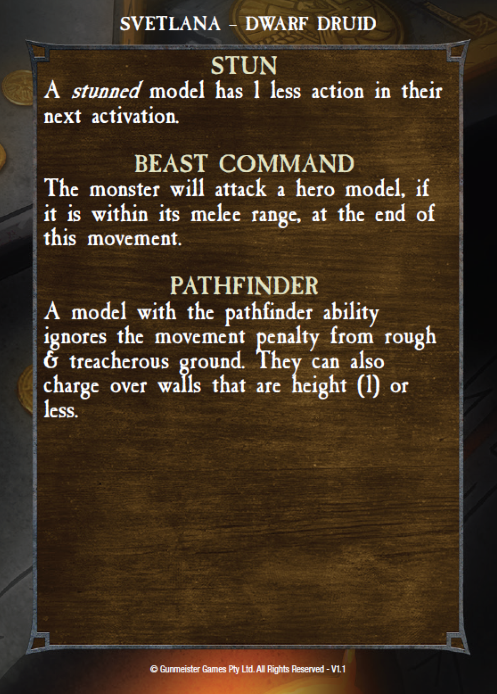 SVETLANA – DWARF DRUID
STUN
A stunned model has 1 less action in their
next activation.
BEAST COMMAND
The monster will attack a hero model, if
it is within its melee range, at the end of
this movement.
PATHFINDER
A model with the pathfinder ability
ignores the movement penalty from rough
& treacherous ground. They can also
charge over walls that are height (1) or
less.
© Gunmeister Games Pty Ltd. All Rights Reserved - V1.1